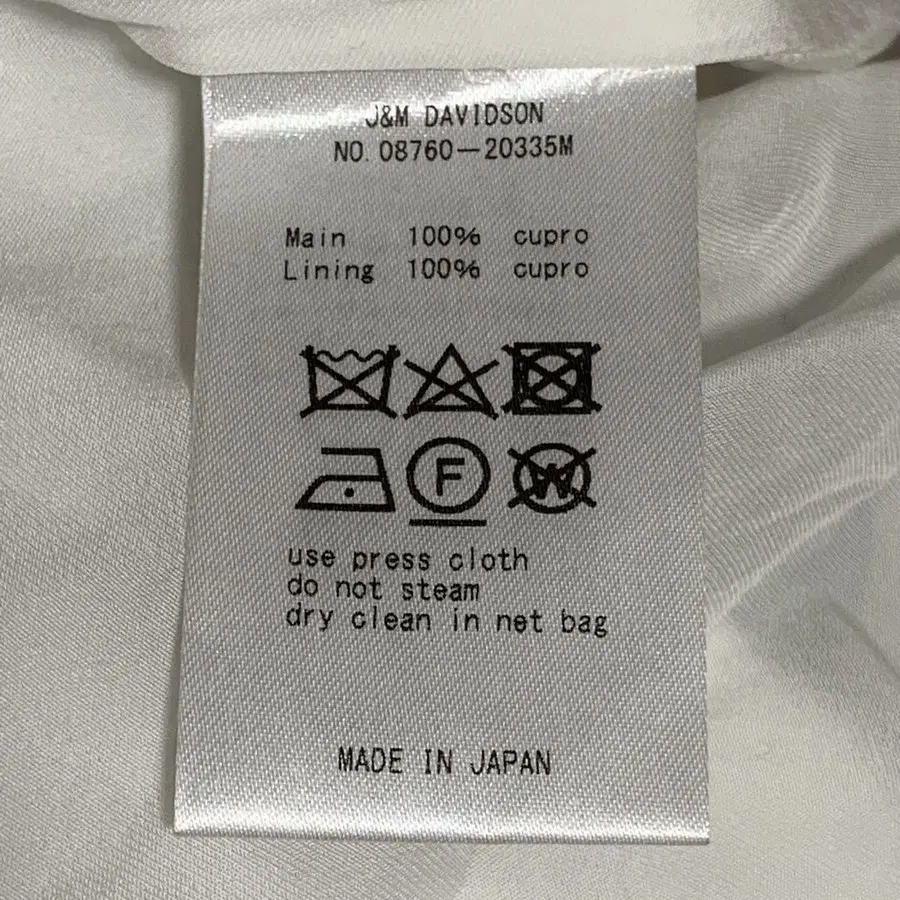 J&M DAVIDSON
NO. 08760-20335M
Main 100% cupro
Lining 100% cupro
F W
use press cloth
do not steam
dry clean in net bag
MADE IN JAPAN